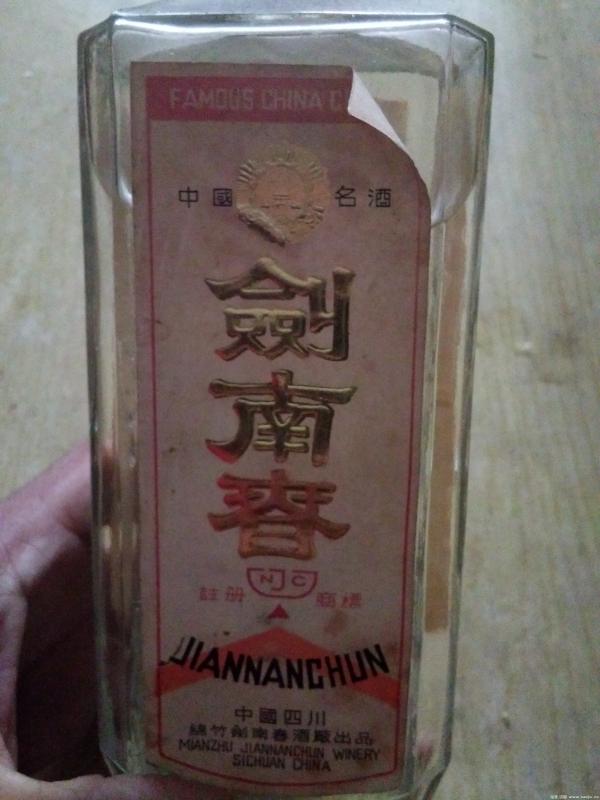 FAMOUS CHINA
中國 名酒
劍
南
春
NJC
註册 商標
JIANNANCHUN
中國四川
綿竹劍南春酒廠出品
MIANZHU JIANNANCHUN WINERY
SICHUAN CHINA